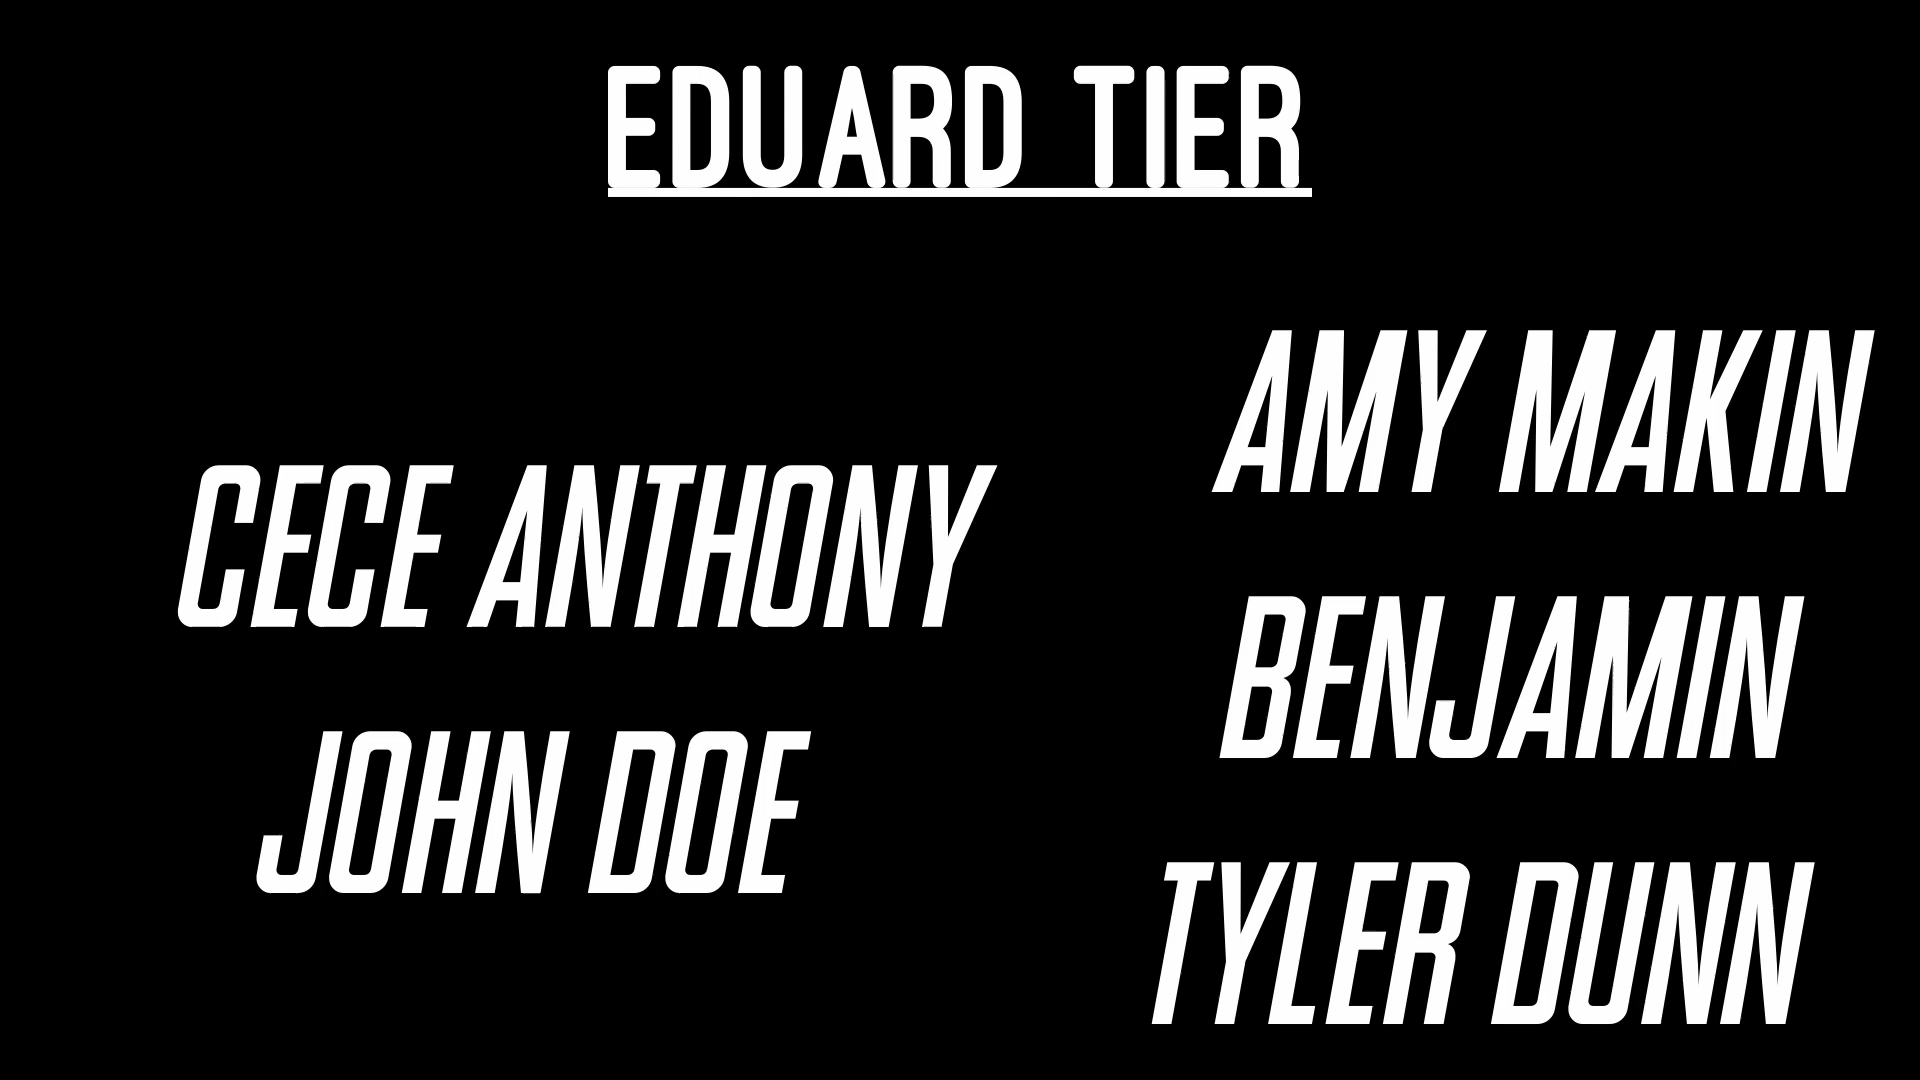 EDUARD TIER
CECE ANTHONY
JOHN DOE
AMY MAKIN
BENJAMIN
TYLER DUNN